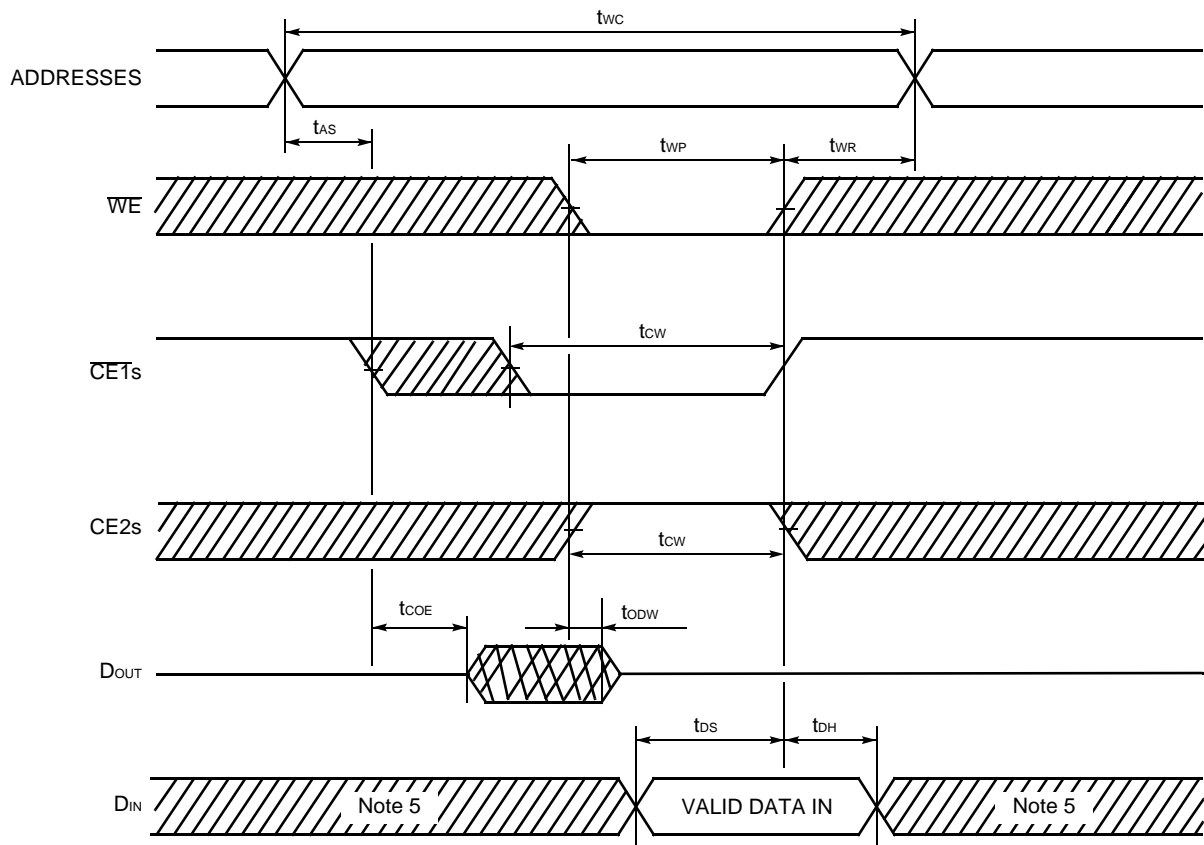 tWC
ADDRESSES
tAS
tWP
tWR
WE
tCW
CE1s
CE2s
tCW
tCOE
tODW
DOUT
tDS
tDH
DIN
Note 5
VALID DATA IN
Note 5